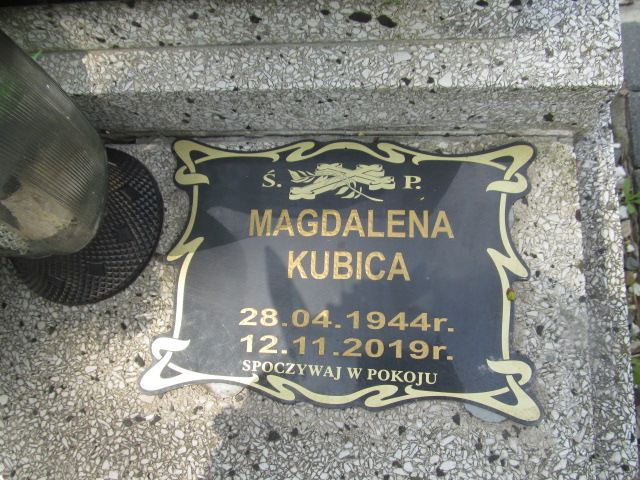 Ś. P.
MAGDALENA
KUBICA
28.04.1944r.
12.11.2019r.
SPOCZYWAJ W POKOJU